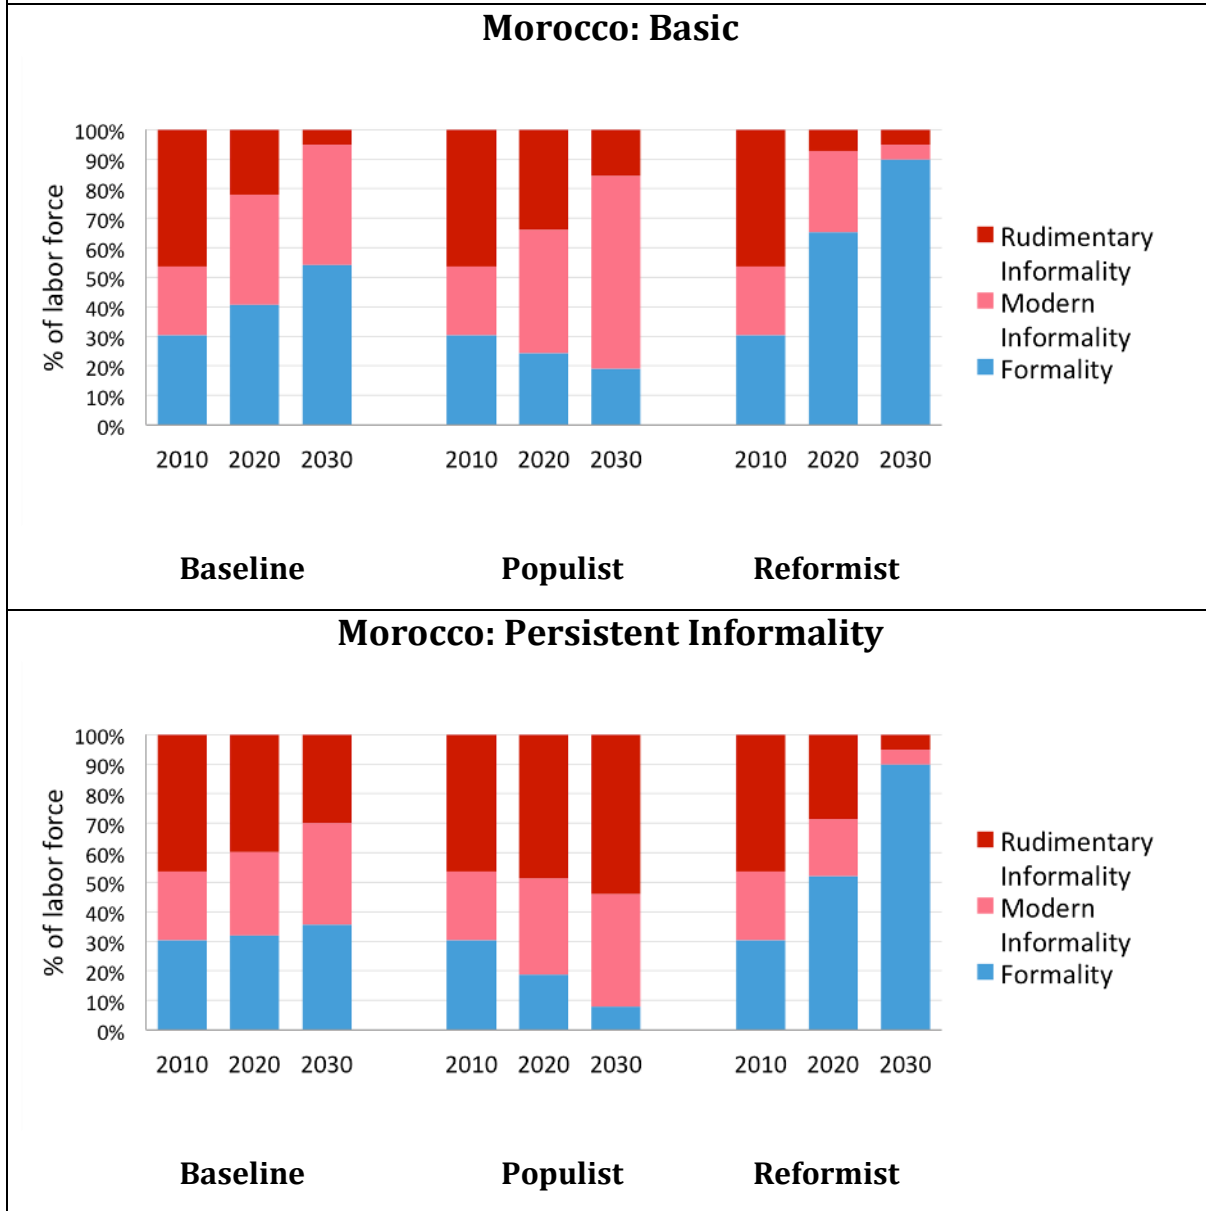 Morocco: Basic
100%
90%
80%
70%
60%
50%
40%
30%
20%
10%
0%
% of labor force
2010 2020 2030 2010 2020 2030 2010 2020 2030
Rudimentary
Informality
Modern
Informality
Formality
Baseline Populist Reformist
Morocco: Persistent Informality
100%
90%
80%
70%
60%
50%
40%
30%
20%
10%
0%
% of labor force
2010 2020 2030 2010 2020 2030 2010 2020 2030
Rudimentary
Informality
Modern
Informality
Formality
Baseline Populist Reformist